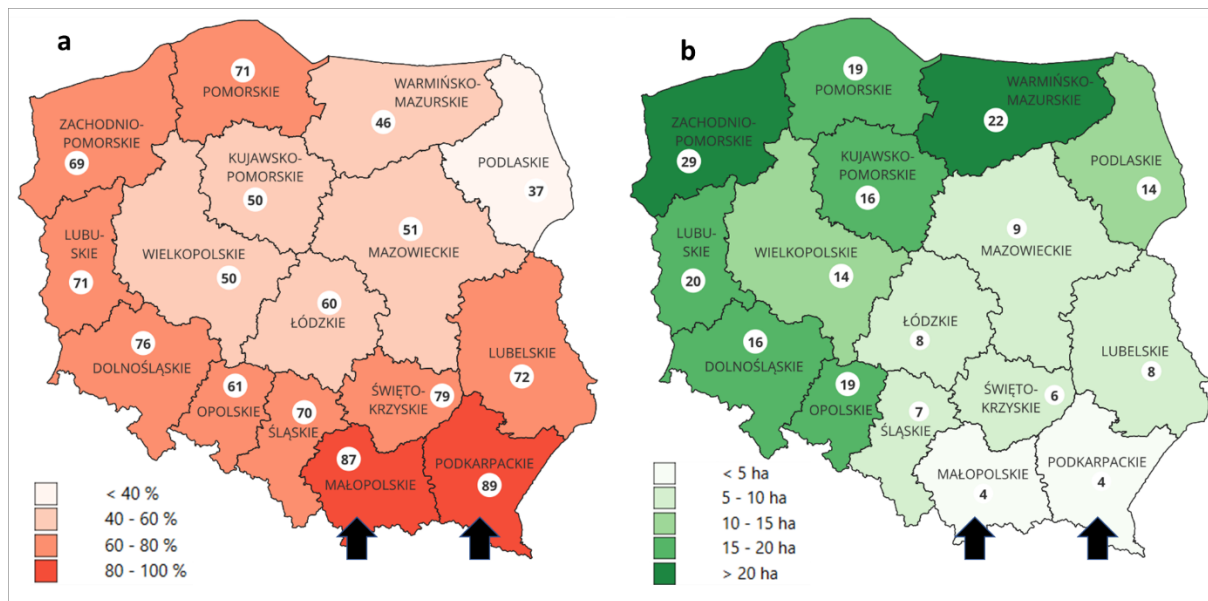 a
71
POMORSKIE
WARMIŃSKO-
MAZURSKIE
46
ZACHODNIO-
POMORSKIE
69
KUJAWSKO-
POMORSKIE
50
PODLASKIE
37
LUBU-
SKIE
71
WIELKOPOLSKIE
50
51
MAZOWIECKIE
60
ŁÓDZKIE
76
DOLNOŚLĄSKIE
LUBELSKIE
72
61
OPOLSKIE
70
ŚLĄSKIE
ŚWIĘTO-
KRZYSKIE
79
87
MAŁOPOLSKIE
PODKARPACKIE
89
< 40 %
40 - 60 %
60 - 80 %
80 - 100 %
b
19
POMORSKIE
WARMIŃSKO-
MAZURSKIE
22
ZACHODNIO-
POMORSKIE
29
KUJAWSKO-
POMORSKIE
16
PODLASKIE
14
LUBU-
SKIE
20
WIELKOPOLSKIE
14
9
MAZOWIECKIE
ŁÓDZKIE
8
16
DOLNOŚLĄSKIE
LUBELSKIE
8
19
OPOLSKIE
7
ŚLĄSKIE
ŚWIĘTO-
KRZYSKIE
6
MAŁOPOLSKIE
4
PODKARPACKIE
4
< 5 ha
5 - 10 ha
10 - 15 ha
15 - 20 ha
> 20 ha